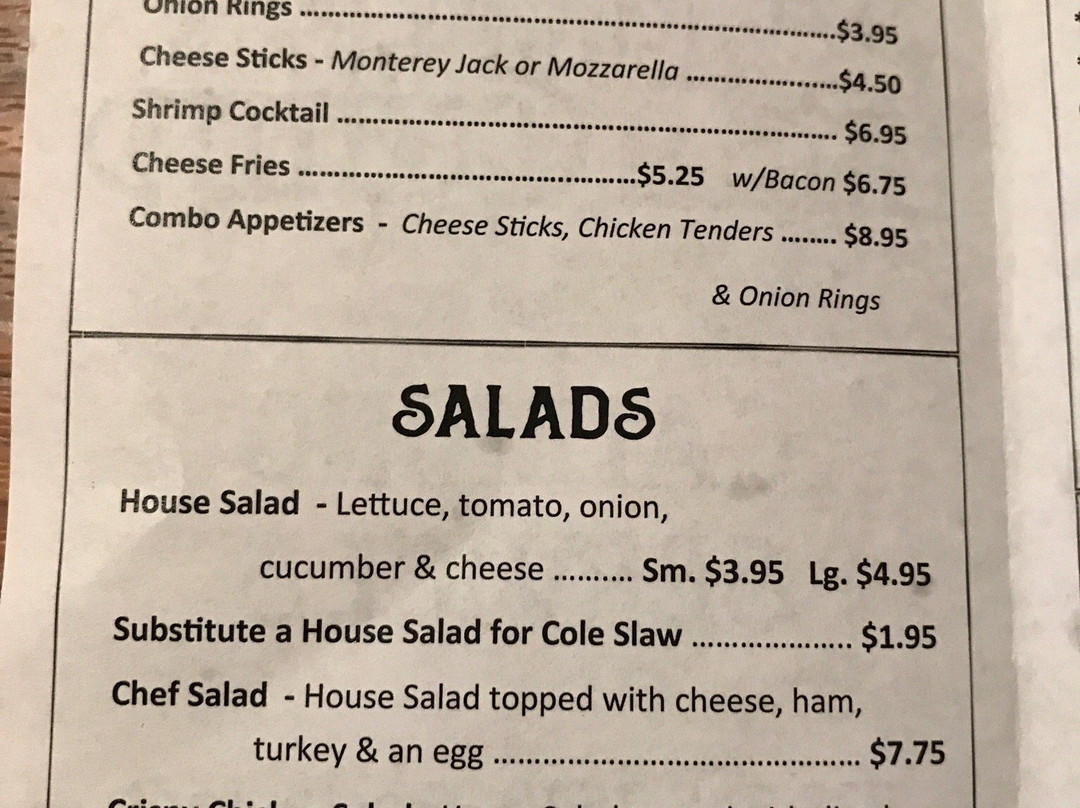 Onion Rings ........ $3.95
Cheese Sticks - Monterey Jack or Mozzarella ........ $4.50
Shrimp Cocktail ........ $6.95
Cheese Fries ........ $5.25 w/Bacon $6.75
Combo Appetizers - Cheese Sticks, Chicken Tenders ........ $8.95
& Onion Rings
SALADS
House Salad - Lettuce, tomato, onion,
cucumber & cheese .......... Sm. $3.95 Lg. $4.95
Substitute a House Salad for Cole Slaw ........ $1.95
Chef Salad - House Salad topped with cheese, ham,
turkey & an egg ........ $7.75